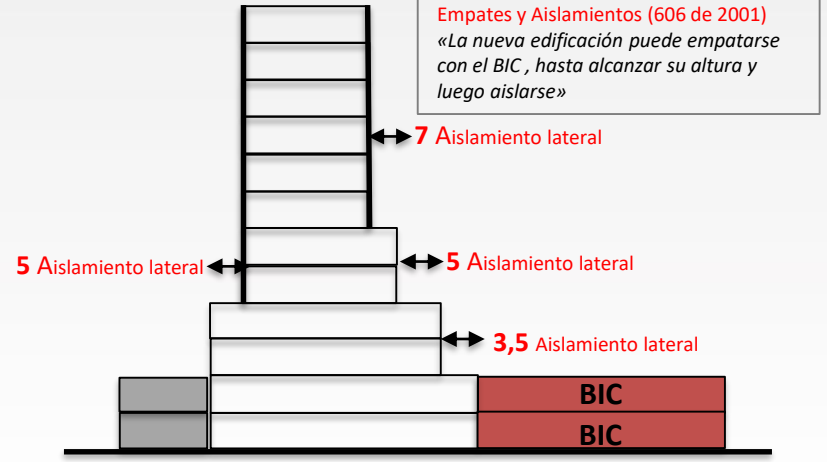 Empates y Aislamientos (606 de 2001)
«La nueva edificación puede empatarse
con el BIC , hasta alcanzar su altura y
luego aislarse»
7 Aislamiento lateral
5 Aislamiento lateral
5 Aislamiento lateral
3,5 Aislamiento lateral
BIC
BIC